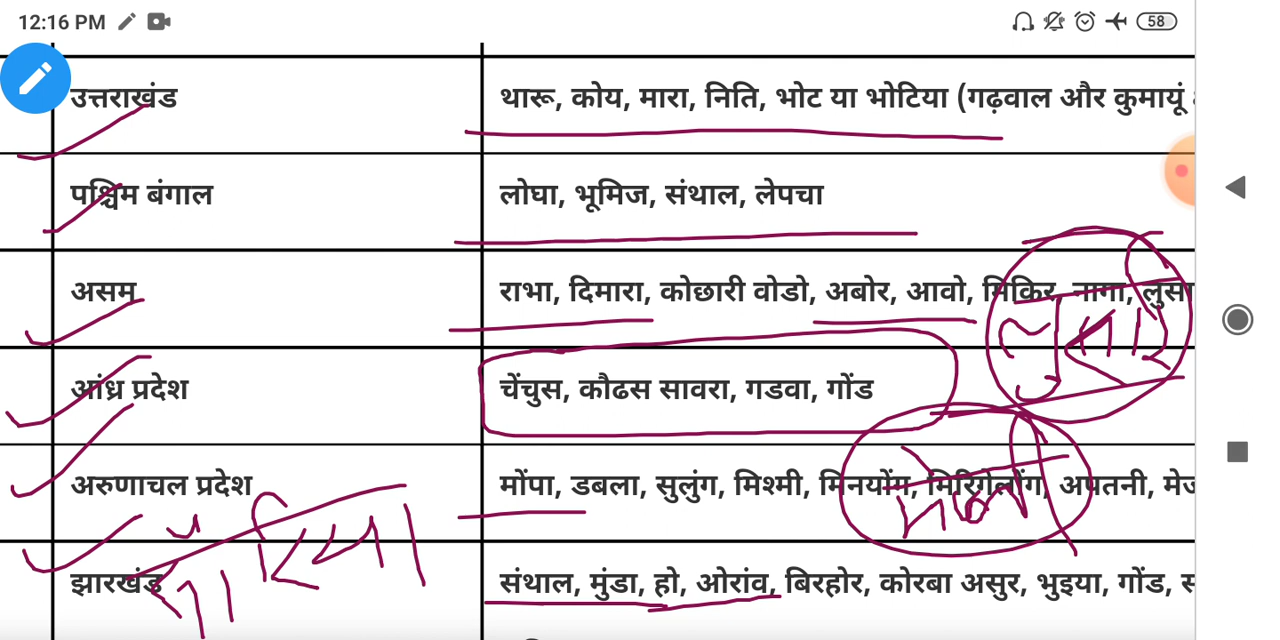 12:16 PM 58
उत्तराखंड थारू, कोय, मारा, निति, भोट या भोटिया (गढ़वाल और कुमायूं
पश्चिम बंगाल लोघा, भूमिज, संथाल, लेपचा
असम राभा, दिमारा, कोछारी वोडो, अबोर, आवो, मिकिर, नागा, लुसा
आंध्र प्रदेश चेंचुस, कौढस सावरा, गडवा, गोंड
अरुणाचल प्रदेश मोंपा, डबला, सुलुंग, मिश्मी, मिनयोंग, मिरिगेलोंग, अपतनी, मेज
झारखंड संथाल, मुंडा, हो, ओरांव, बिरहोर, कोरबा असुर, भुइया, गोंड,